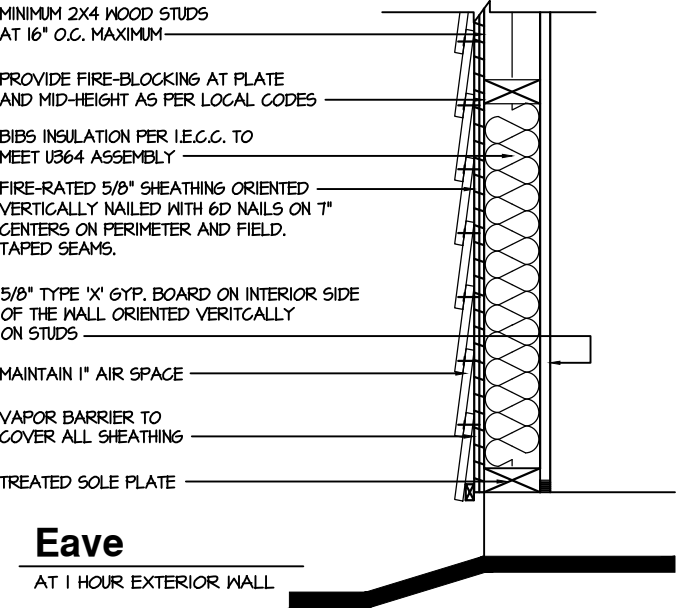 MINIMUM 2X4 WOOD STUDS
AT 16" O.C. MAXIMUM
PROVIDE FIRE-BLOCKING AT PLATE
AND MID-HEIGHT AS PER LOCAL CODES
BIBS INSULATION PER I.E.C.C. TO
MEET U364 ASSEMBLY
FIRE-RATED 5/8" SHEATHING ORIENTED
VERTICALLY NAILED WITH 6D NAILS ON 7"
CENTERS ON PERIMETER AND FIELD.
TAPED SEAMS.
5/8" TYPE 'X' GYP. BOARD ON INTERIOR SIDE
OF THE WALL ORIENTED VERITCALLY
ON STUDS
MAINTAIN 1" AIR SPACE
VAPOR BARRIER TO
COVER ALL SHEATHING
TREATED SOLE PLATE
Eave
AT 1 HOUR EXTERIOR WALL